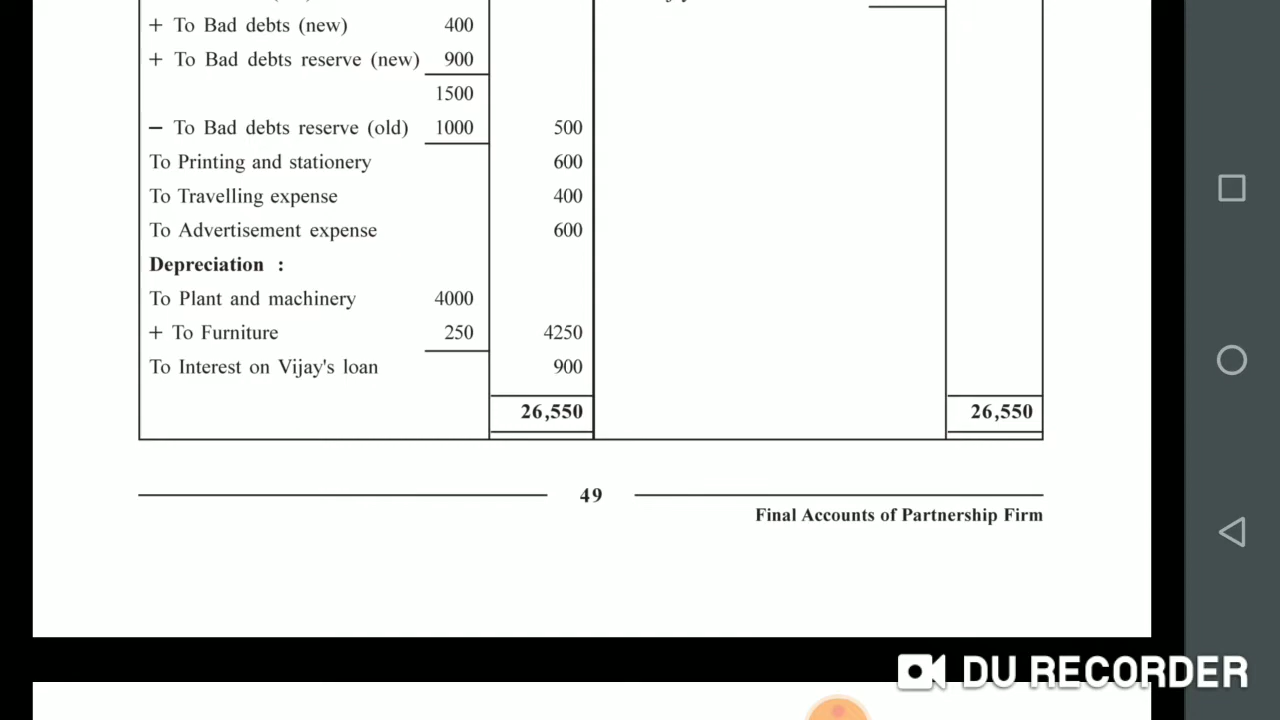 + To Bad debts (new) 400
+ To Bad debts reserve (new) 900
1500
− To Bad debts reserve (old) 1000 500
To Printing and stationery 600
To Travelling expense 400
To Advertisement expense 600
Depreciation :
To Plant and machinery 4000
+ To Furniture 250 4250
To Interest on Vijay's loan 900
26,550 26,550
49
Final Accounts of Partnership Firm
DU RECORDER